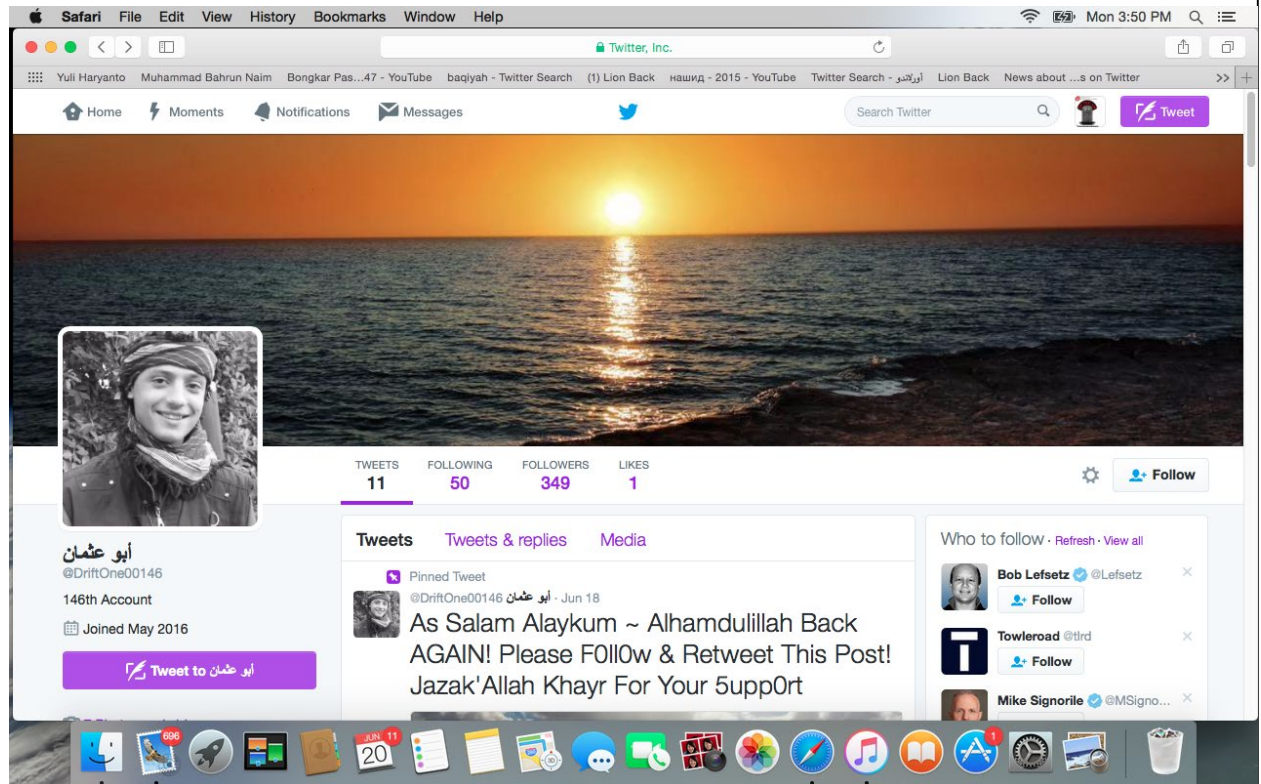 Safari File Edit View History Bookmarks Window Help Mon 3:50 PM
Twitter, Inc.
Yuli Haryanto Muhammad Bahrun Naim Bongkar Pas...47 - YouTube baqiyah - Twitter Search (1) Lion Back нашид - 2015 - YouTube Twitter Search - أورلاندو Lion Back News about ...s on Twitter >>
Home Moments Notifications Messages Search Twitter Tweet
TWEETS FOLLOWING FOLLOWERS LIKES
11 50 349 1
Follow
أبو عثمان
@DriftOne00146
146th Account
Joined May 2016
Tweet to أبو عثمان
Tweets Tweets & replies Media
Pinned Tweet
@DriftOne00146 أبو عثمان · Jun 18
As Salam Alaykum ~ Alhamdulillah Back
AGAIN! Please F0ll0w & Retweet This Post!
Jazak'Allah Khayr For Your 5upp0rt
Who to follow · Refresh · View all
Bob Lefsetz @Lefsetz
Follow
Towleroad @tlrd
Follow
Mike Signorile @MSigno...
696
JUN 11
20
1